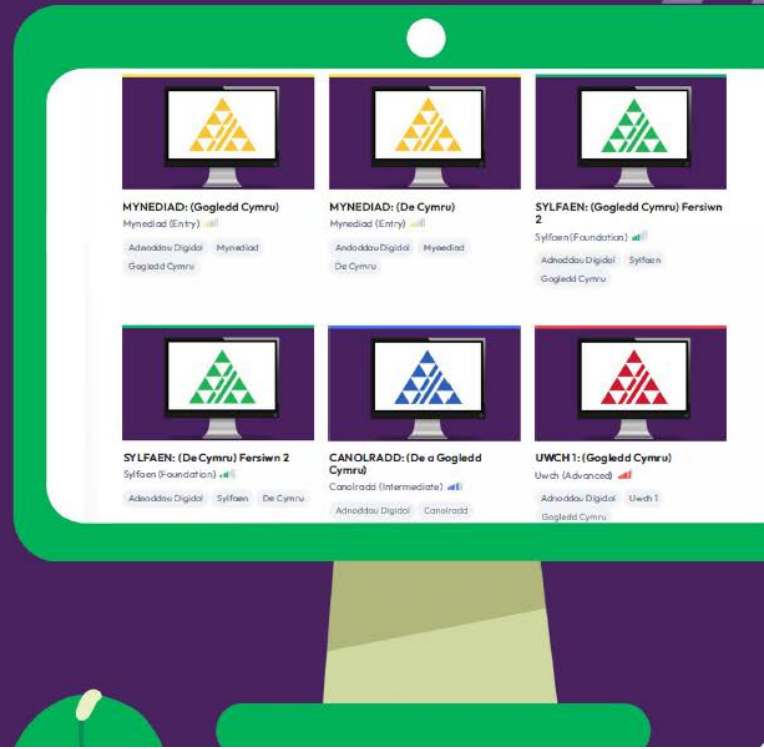 MYNEDIAD: (Gogledd Cymru)
Mynediad (Entry)
Adnoddau Digidol Mynediad
Gogledd Cymru
MYNEDIAD: (De Cymru)
Mynediad (Entry)
Andoddau Digidol Mynediad
De Cymru
SYLFAEN: (Gogledd Cymru) Fersiwn
2
Sylfaen (Foundation)
Adnoddau Digidol Sylfaen
Gogledd Cymru
SYLFAEN: (De Cymru) Fersiwn 2
Sylfaen (Foundation)
Adnoddau Digidol Sylfaen De Cymru
CANOLRADD: (De a Gogledd
Cymru)
Canolradd (Intermediate)
Adnoddau Digidol Canolradd
UWCH 1: (Gogledd Cymru)
Uwch (Advanced)
Adnoddau Digidol Uwch 1
Gogledd Cymru